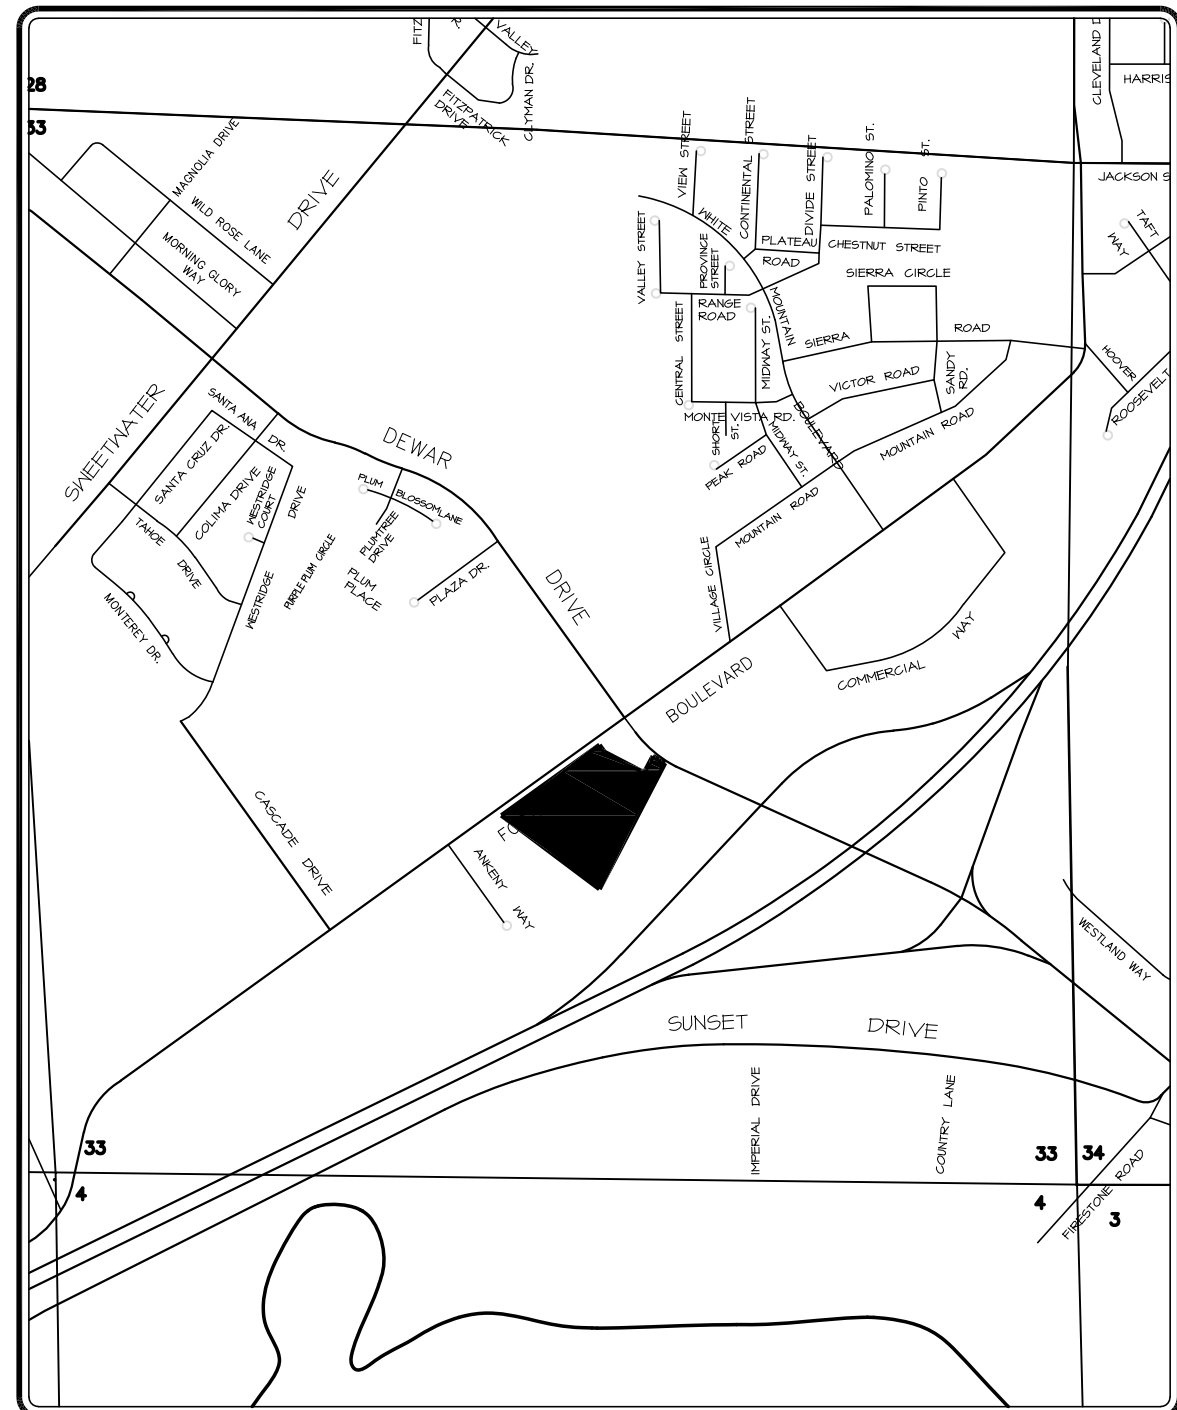 VALLEY
CLYMAN DR.
FITZPATRICK
DRIVE
CLEVELAND
28
33
MAGNOLIA DRIVE
WILD ROSE LANE
MORNING GLORY
WAY
DRIVE
SWEETWATER
VIEW STREET
CONTINENTAL STREET
DIVIDE STREET
PALOMINO ST.
PINTO ST.
JACKSON
TAFT
WAY
WHITE
MOUNTAIN
BOULEVARD
VALLEY STREET
PROVINCE
STREET
PLATEAU
ROAD
CHESTNUT STREET
SIERRA CIRCLE
RANGE
ROAD
CENTRAL STREET
MIDWAY ST.
SIERRA ROAD
VICTOR ROAD
SANDY
RD.
HOOVER
ROOSEVELT
MONTE VISTA RD.
SHORT
ST.
MIDWAY ST.
PEAK ROAD
MOUNTAIN ROAD
MOUNTAIN ROAD
VILLAGE CIRCLE
SANTA ANA DR.
SANTA CRUZ DR.
COLIMA DRIVE
WESTRIDGE
COURT
WESTRIDGE DRIVE
TAHOE DRIVE
MONTEREY DR.
DEWAR DRIVE
PLUM BLOSSOM LANE
PLUMTREE
DRIVE
PURPLE PLUM CIRCLE
PLUM
PLACE
PLAZA DR.
COMMERCIAL WAY
BOULEVARD
CASCADE DRIVE
ANKENY WAY
WESTLAND WAY
SUNSET DRIVE
IMPERIAL DRIVE
COUNTRY LANE
FIRESTONE ROAD
33
4
33 34
4 3